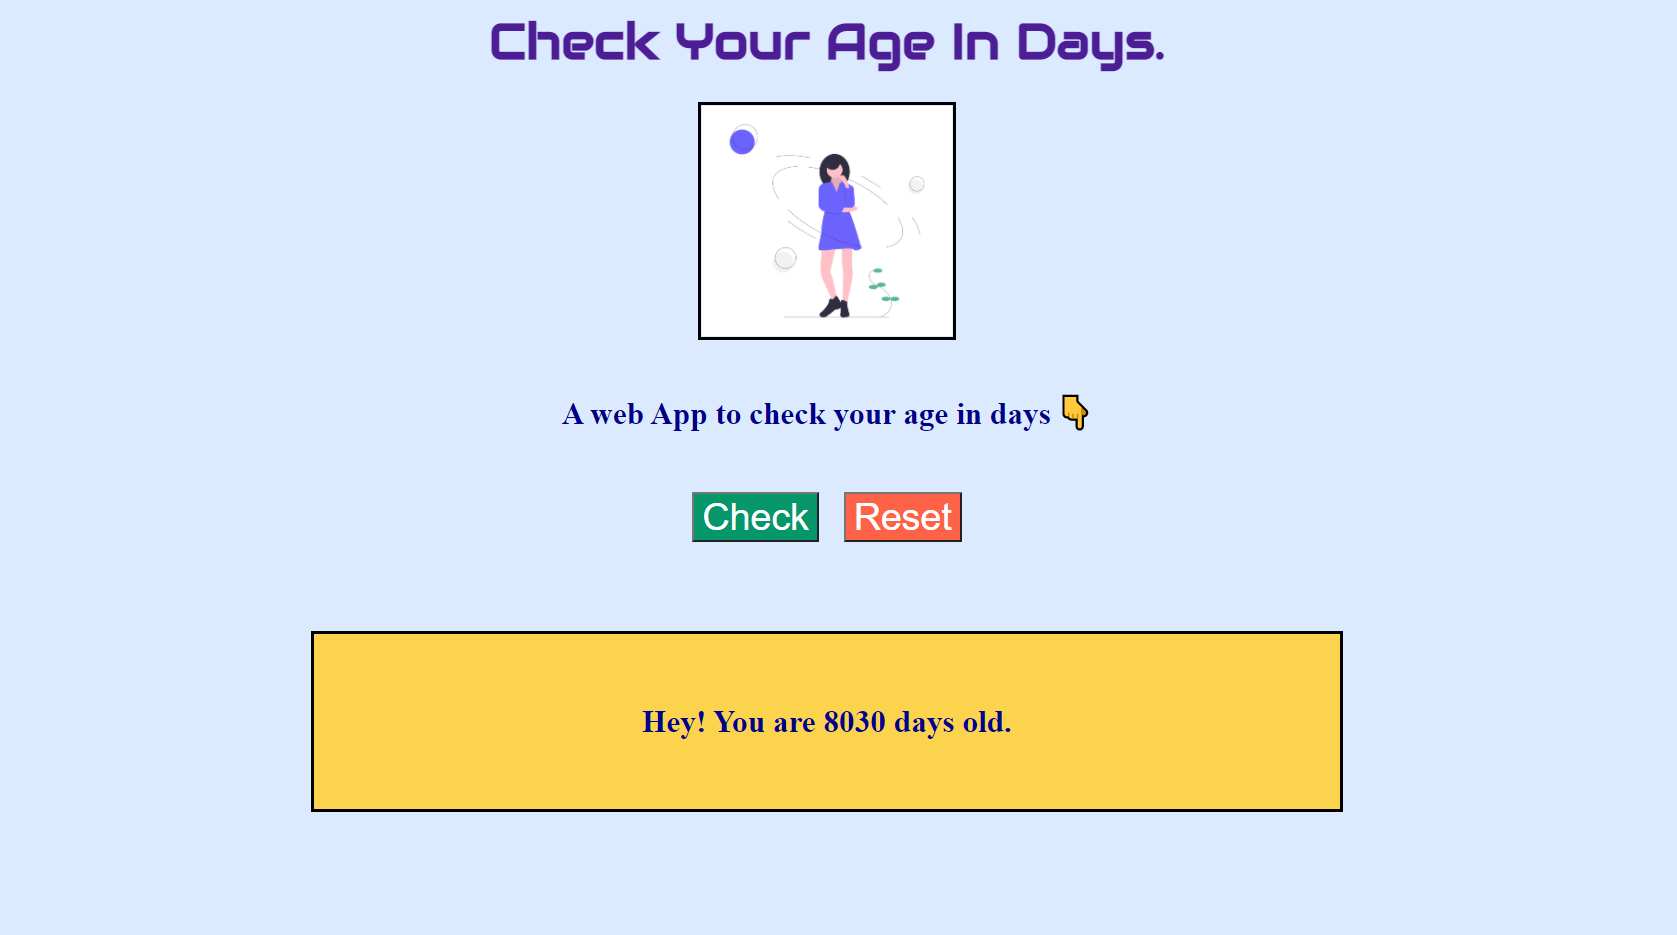 Check Your Age In Days.
A web App to check your age in days 👇
Check Reset
Hey! You are 8030 days old.